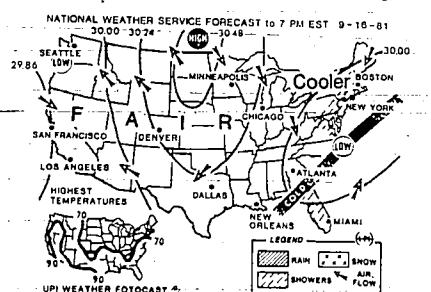 NATIONAL WEATHER SERVICE FORECAST to 7 PM EST 9-16-81
30.00 30.24 HIGH 30.48
SEATTLE 30.00
LOW
29.86
MINNEAPOLIS Cooler BOSTON
NEW YORK
F A I R CHICAGO
SAN FRANCISCO DENVER
LOW
LOS ANGELES ATLANTA
DALLAS COLD
HIGHEST
TEMPERATURES
NEW
ORLEANS MIAMI
70 70
90 90
LEGEND
RAIN SNOW
SHOWERS AIR
FLOW
UPI WEATHER FOTOCAST